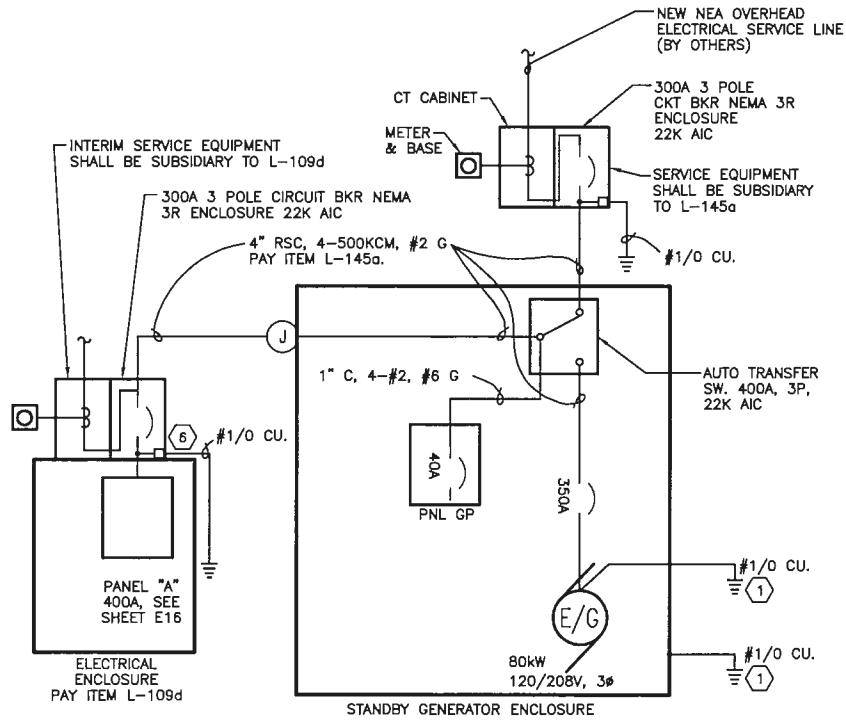 NEW NEA OVERHEAD
ELECTRICAL SERVICE LINE
(BY OTHERS)
CT CABINET
300A 3 POLE
CKT BKR NEMA 3R
ENCLOSURE
22K AIC
METER
& BASE
INTERIM SERVICE EQUIPMENT
SHALL BE SUBSIDIARY TO L-109d
SERVICE EQUIPMENT
SHALL BE SUBSIDIARY
TO L-145a
300A 3 POLE CIRCUIT BKR NEMA
3R ENCLOSURE 22K AIC
4" RSC, 4-500KCM, #2 G
PAY ITEM L-145a.
#1/0 CU.
J
1" C, 4-#2, #6 G
AUTO TRANSFER
SW. 400A, 3P,
22K AIC
6
#1/0 CU.
40A
PNL GP
350A
PANEL "A"
400A, SEE
SHEET E16
#1/0 CU.
1
E/G
#1/0 CU.
1
80kW
120/208V, 3ø
ELECTRICAL
ENCLOSURE
PAY ITEM L-109d
STANDBY GENERATOR ENCLOSURE